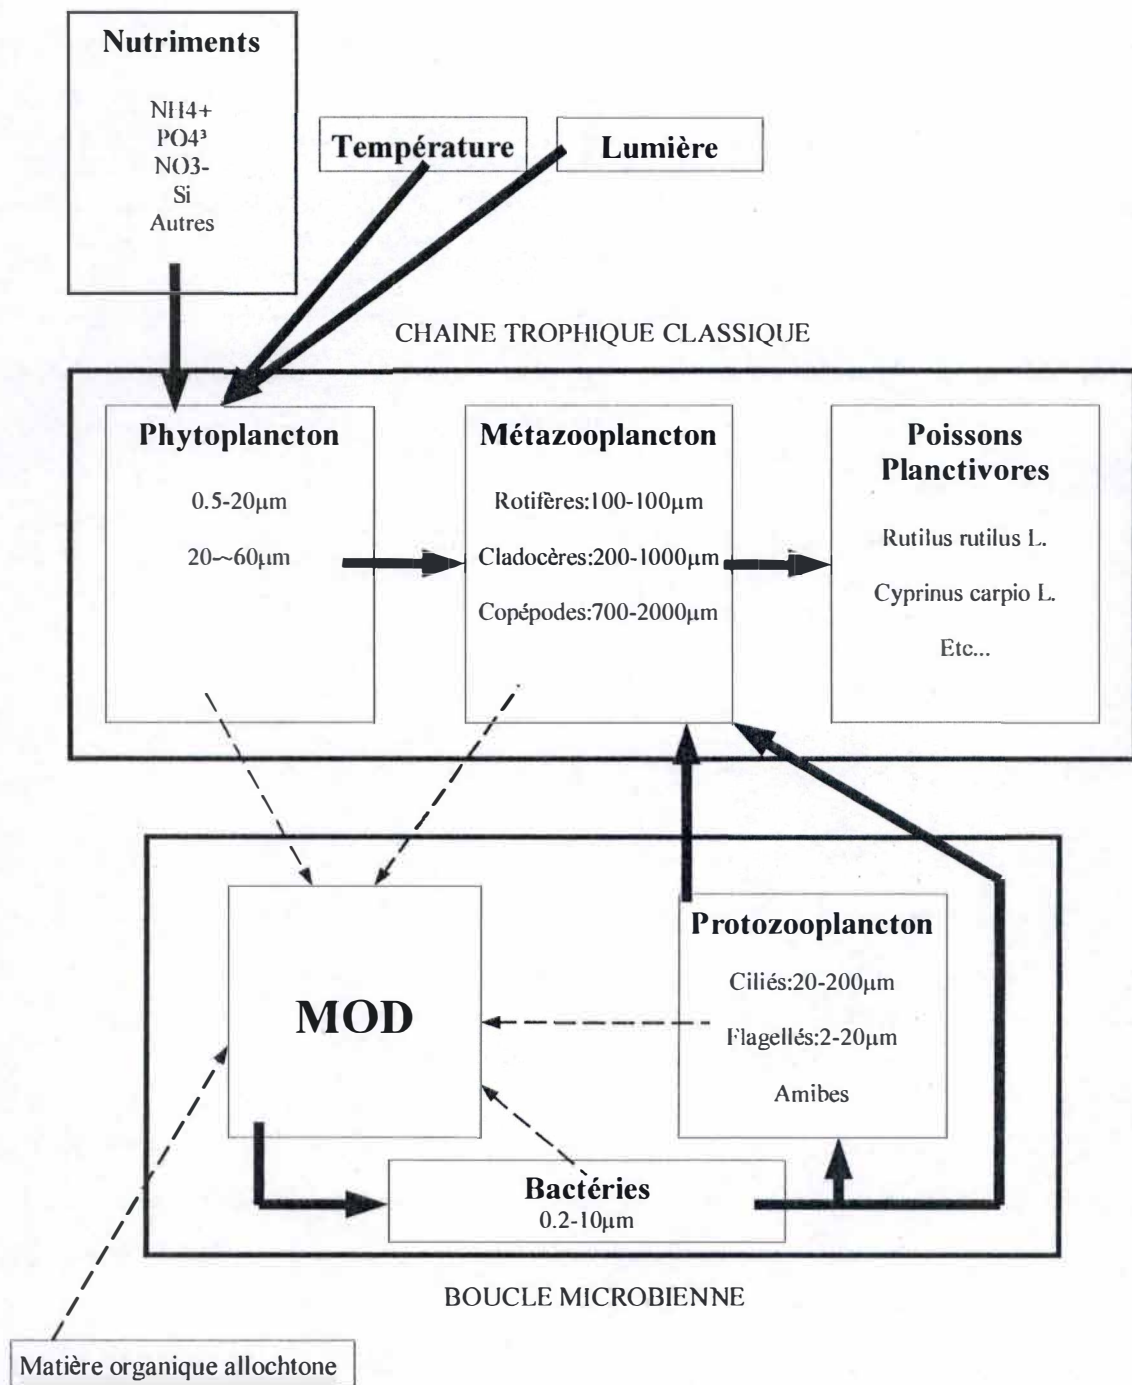 Nutriments
NH4+
PO4³
NO3-
Si
Autres
Température
Lumière
CHAINE TROPHIQUE CLASSIQUE
Phytoplancton
0.5-20µm
20-~60µm
Métazooplancton
Rotifères:100-100µm
Cladocères:200-1000µm
Copépodes:700-2000µm
Poissons
Planctivores
Rutilus rutilus L.
Cyprinus carpio L.
Etc...
MOD
Protozooplancton
Ciliés:20-200µm
Flagellés:2-20µm
Amibes
Bactéries
0.2-10µm
BOUCLE MICROBIENNE
Matière organique allochtone